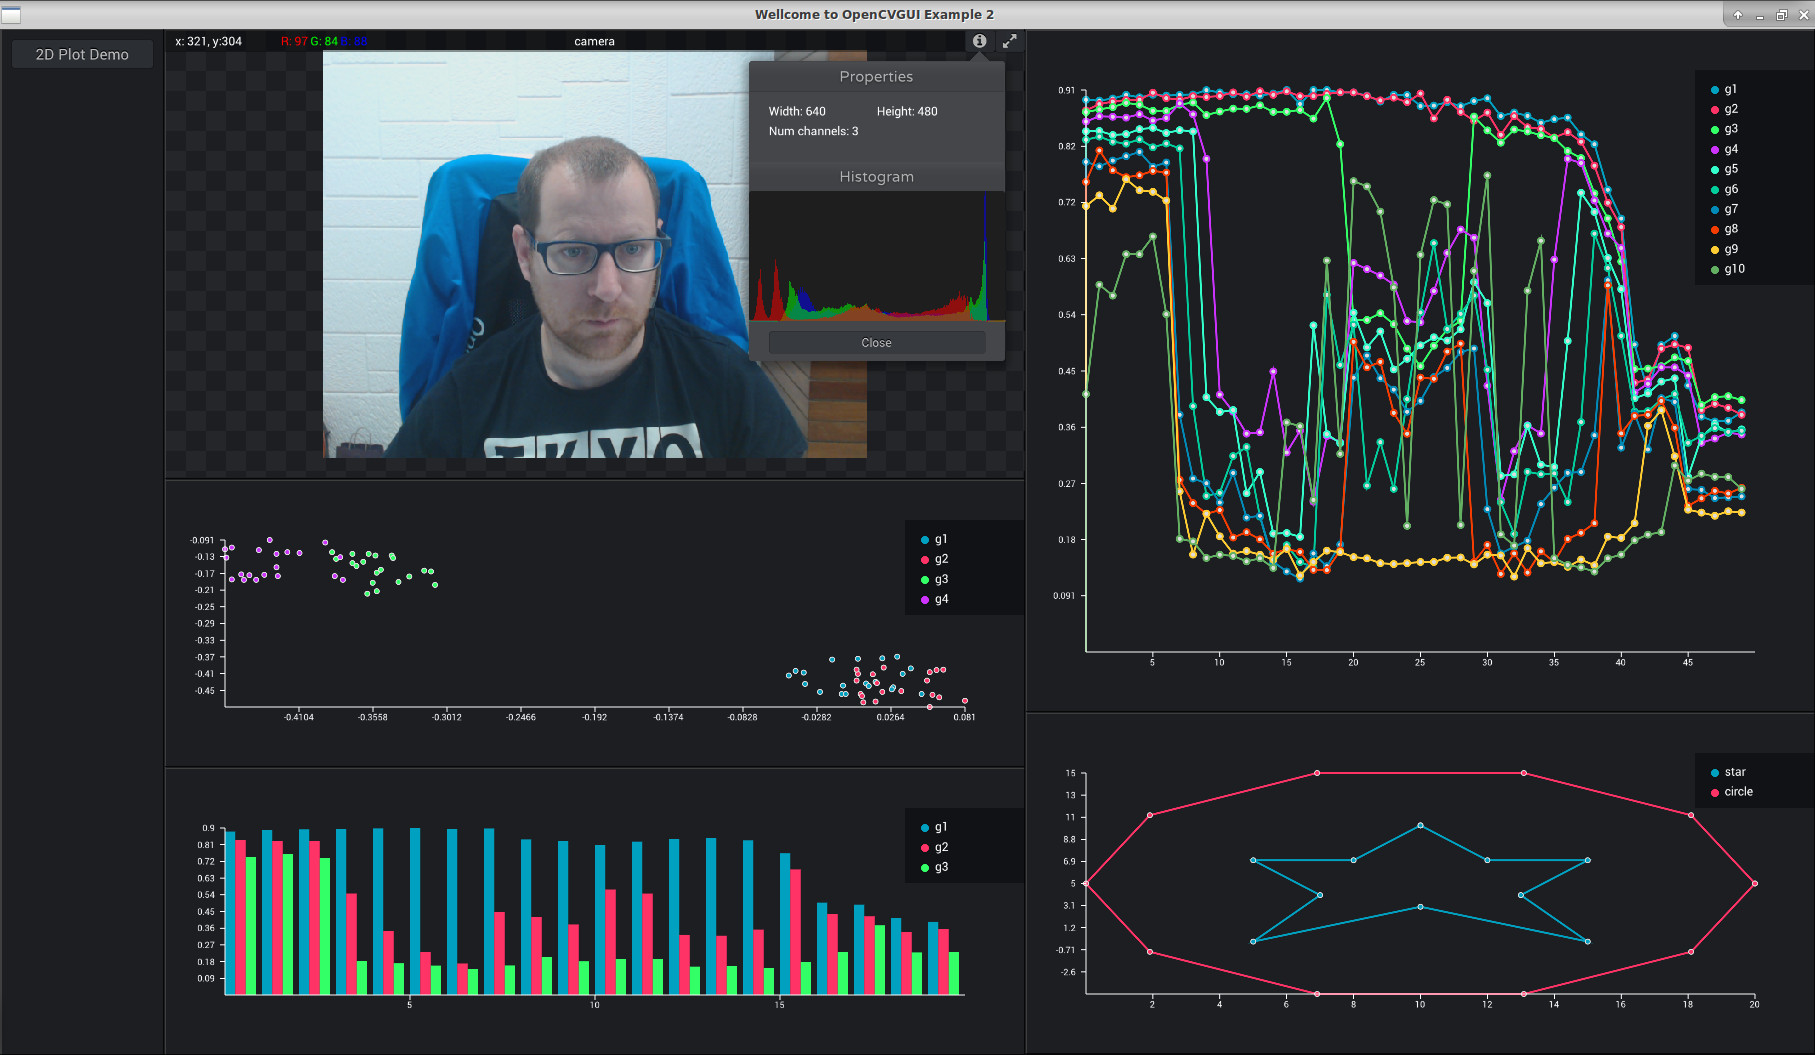 Wellcome to OpenCVGUI Example 2
2D Plot Demo
x: 321, y:304 R: 97 G: 84 B: 88 camera
Properties
Width: 640 Height: 480
Num channels: 3
Histogram
Close
0.91
0.82
0.72
0.63
0.54
0.45
0.36
0.27
0.18
0.091
5 10 15 20 25 30 35 40 45
g1
g2
g3
g4
g5
g6
g7
g8
g9
g10
-0.091
-0.13
-0.17
-0.21
-0.25
-0.29
-0.33
-0.37
-0.41
-0.45
-0.4104 -0.3558 -0.3012 -0.2466 -0.192 -0.1374 -0.0828 -0.0282 0.0264 0.081
g1
g2
g3
g4
0.9
0.81
0.72
0.63
0.54
0.45
0.36
0.27
0.18
0.09
5 10 15
g1
g2
g3
15
13
11
8.8
6.9
5
3.1
1.2
-0.71
-2.6
2 4 6 8 10 12 14 16 18 20
star
circle